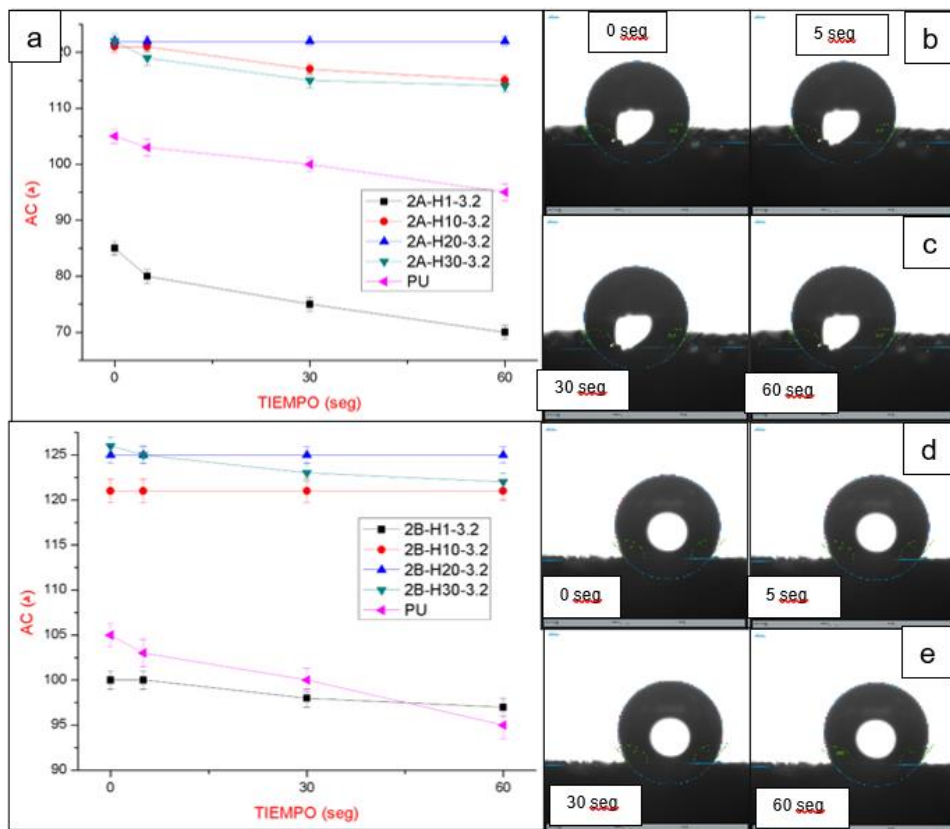 a
120
110
100
90
80
70
AC (ª)
2A-H1-3.2
2A-H10-3.2
2A-H20-3.2
2A-H30-3.2
PU
0
30
60
TIEMPO (seg)
0 seg
5 seg
b
c
30 seg
60 seg
125
120
115
110
105
100
95
90
AC (ª)
2B-H1-3.2
2B-H10-3.2
2B-H20-3.2
2B-H30-3.2
PU
0
30
60
TIEMPO (seg)
d
0 seg
5 seg
e
30 seg
60 seg